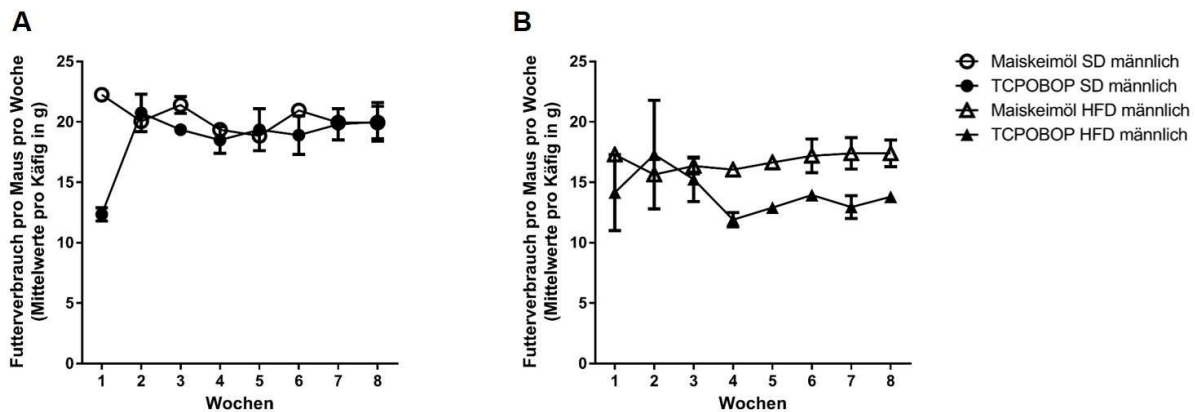 A
Futterverbrauch pro Maus pro Woche
(Mittelwerte pro Käfig in g)
25
20
15
10
5
0
1 2 3 4 5 6 7 8
Wochen
B
Futterverbrauch pro Maus pro Woche
(Mittelwerte pro Käfig in g)
25
20
15
10
5
0
1 2 3 4 5 6 7 8
Wochen
Maiskeimöl SD männlich
TCPOBOP SD männlich
Maiskeimöl HFD männlich
TCPOBOP HFD männlich